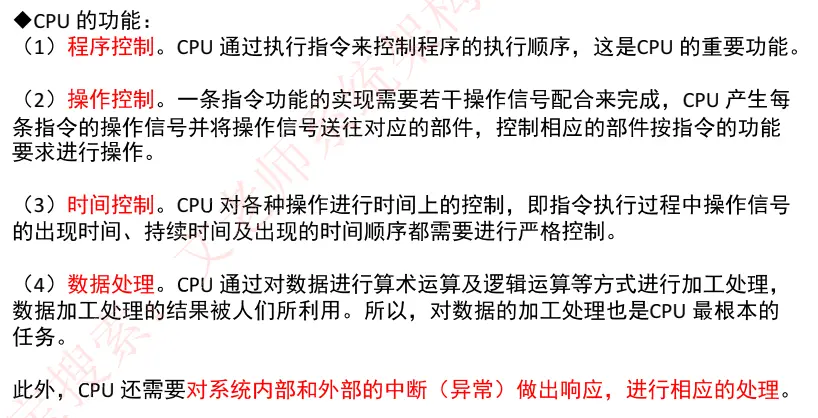 ◆CPU 的功能：
（1）程序控制。CPU 通过执行指令来控制程序的执行顺序，这是CPU 的重要功能。
（2）操作控制。一条指令功能的实现需要若干操作信号配合来完成，CPU 产生每
条指令的操作信号并将操作信号送往对应的部件，控制相应的部件按指令的功能
要求进行操作。
（3）时间控制。CPU 对各种操作进行时间上的控制，即指令执行过程中操作信号
的出现时间、持续时间及出现的时间顺序都需要进行严格控制。
（4）数据处理。CPU 通过对数据进行算术运算及逻辑运算等方式进行加工处理，
数据加工处理的结果被人们所利用。所以，对数据的加工处理也是CPU 最根本的
任务。
此外，CPU 还需要对系统内部和外部的中断（异常）做出响应，进行相应的处理。